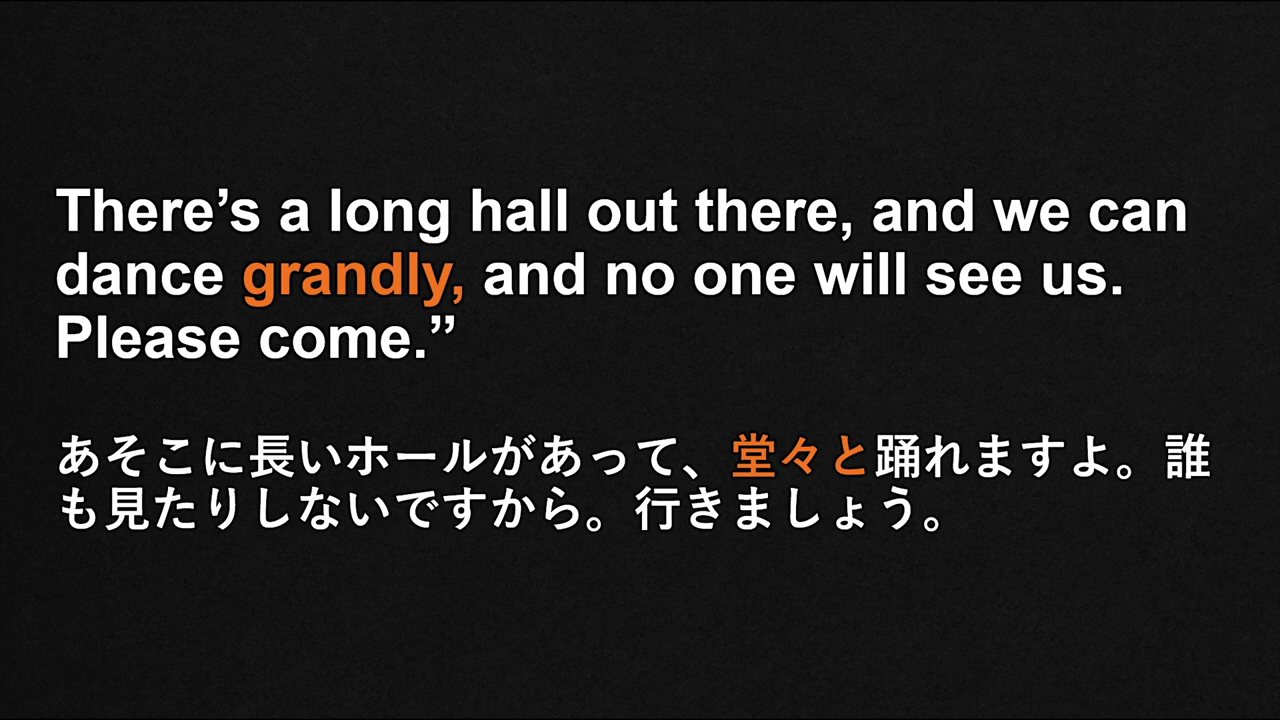 There’s a long hall out there, and we can
dance grandly, and no one will see us.
Please come.”
あそこに長いホールがあって、堂々と踊れますよ。誰
も見たりしないですから。行きましょう。